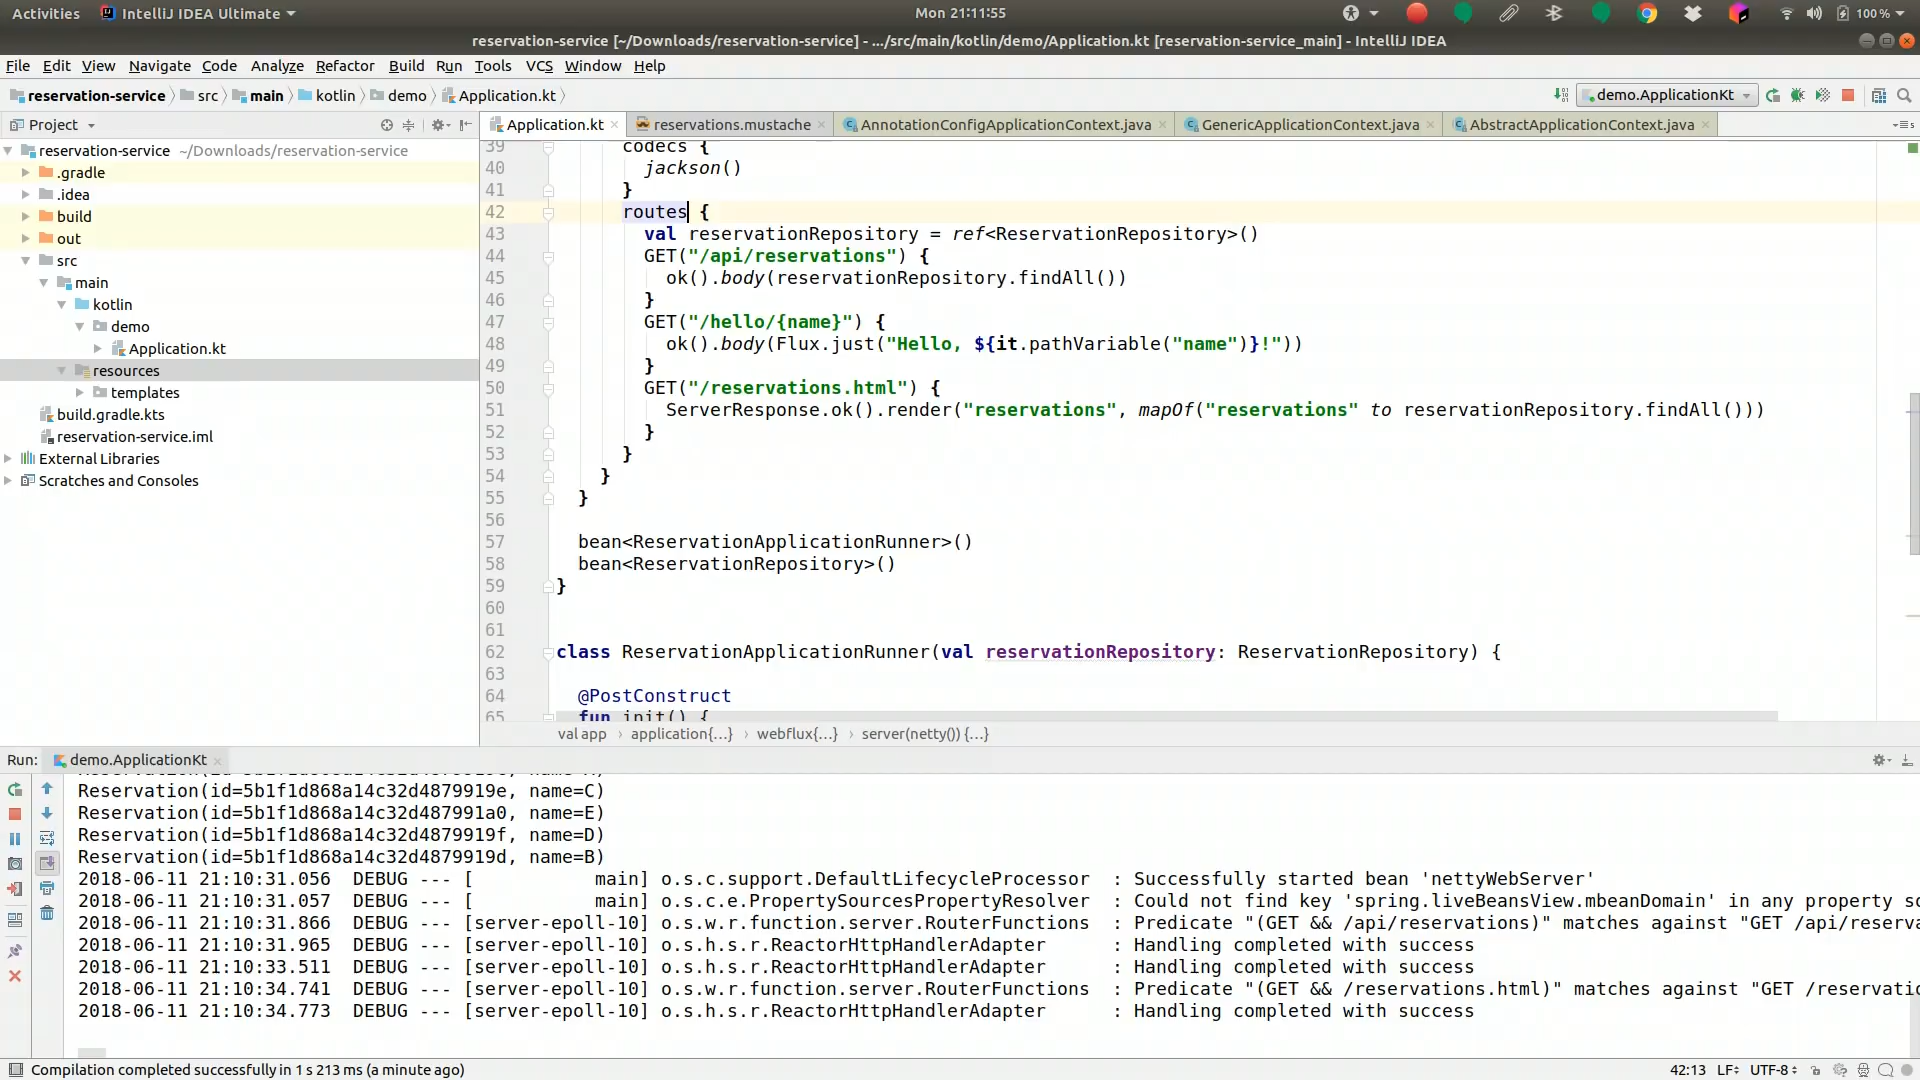 Activities IntelliJ IDEA Ultimate Mon 21:11:55 100 %
reservation-service [~/Downloads/reservation-service] - .../src/main/kotlin/demo/Application.kt [reservation-service_main] - IntelliJ IDEA
File Edit View Navigate Code Analyze Refactor Build Run Tools VCS Window Help
reservation-service src main kotlin demo Application.kt demo.ApplicationKt
Project Application.kt reservations.mustache AnnotationConfigApplicationContext.java GenericApplicationContext.java AbstractApplicationContext.java
reservation-service ~/Downloads/reservation-service
.gradle
.idea
build
out
src
main
kotlin
demo
Application.kt
resources
templates
build.gradle.kts
reservation-service.iml
External Libraries
Scratches and Consoles
39 codecs {
40 jackson()
41 }
42 routes {
43 val reservationRepository = ref<ReservationRepository>()
44 GET("/api/reservations") {
45 ok().body(reservationRepository.findAll())
46 }
47 GET("/hello/{name}") {
48 ok().body(Flux.just("Hello, ${it.pathVariable("name")}!"))
49 }
50 GET("/reservations.html") {
51 ServerResponse.ok().render("reservations", mapOf("reservations" to reservationRepository.findAll()))
52 }
53 }
54 }
55 }
56
57 bean<ReservationApplicationRunner>()
58 bean<ReservationRepository>()
59 }
60
61
62 class ReservationApplicationRunner(val reservationRepository: ReservationRepository) {
63
64 @PostConstruct
65 fun init() {
val app › application{...} › webflux{...} › server(netty()) {...}
Run: demo.ApplicationKt
Reservation(id=5b1f1d868a14c32d4879919e, name=C)
Reservation(id=5b1f1d868a14c32d487991a0, name=E)
Reservation(id=5b1f1d868a14c32d4879919f, name=D)
Reservation(id=5b1f1d868a14c32d4879919d, name=B)
2018-06-11 21:10:31.056 DEBUG --- [ main] o.s.c.support.DefaultLifecycleProcessor : Successfully started bean 'nettyWebServer'
2018-06-11 21:10:31.057 DEBUG --- [ main] o.s.c.e.PropertySourcesPropertyResolver : Could not find key 'spring.liveBeansView.mbeanDomain' in any property so
2018-06-11 21:10:31.866 DEBUG --- [server-epoll-10] o.s.w.r.function.server.RouterFunctions : Predicate "(GET && /api/reservations)" matches against "GET /api/reserva
2018-06-11 21:10:31.965 DEBUG --- [server-epoll-10] o.s.h.s.r.ReactorHttpHandlerAdapter : Handling completed with success
2018-06-11 21:10:33.511 DEBUG --- [server-epoll-10] o.s.h.s.r.ReactorHttpHandlerAdapter : Handling completed with success
2018-06-11 21:10:34.741 DEBUG --- [server-epoll-10] o.s.w.r.function.server.RouterFunctions : Predicate "(GET && /reservations.html)" matches against "GET /reservatio
2018-06-11 21:10:34.773 DEBUG --- [server-epoll-10] o.s.h.s.r.ReactorHttpHandlerAdapter : Handling completed with success
Compilation completed successfully in 1 s 213 ms (a minute ago) 42:13 LF÷ UTF-8÷